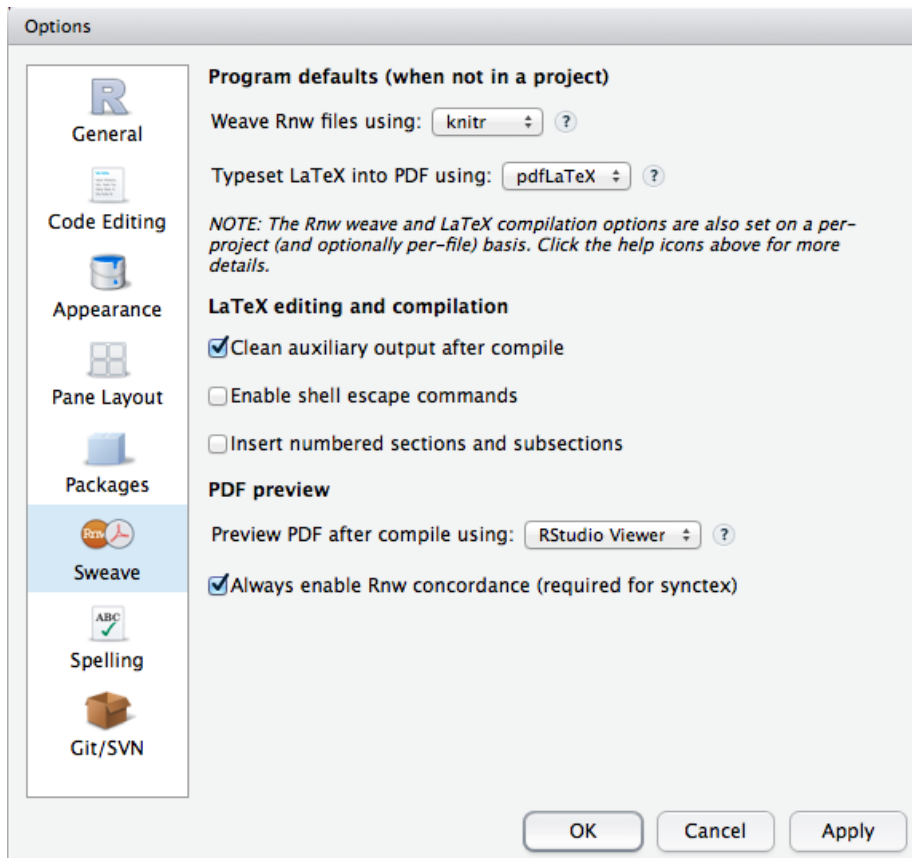 Options
R
General
Code Editing
Appearance
Pane Layout
Packages
Rnw
Sweave
ABC
Spelling
Git/SVN
Program defaults (when not in a project)
Weave Rnw files using: knitr ?
Typeset LaTeX into PDF using: pdfLaTeX ?
NOTE: The Rnw weave and LaTeX compilation options are also set on a per-
project (and optionally per-file) basis. Click the help icons above for more
details.
LaTeX editing and compilation
Clean auxiliary output after compile
Enable shell escape commands
Insert numbered sections and subsections
PDF preview
Preview PDF after compile using: RStudio Viewer ?
Always enable Rnw concordance (required for synctex)
OK Cancel Apply